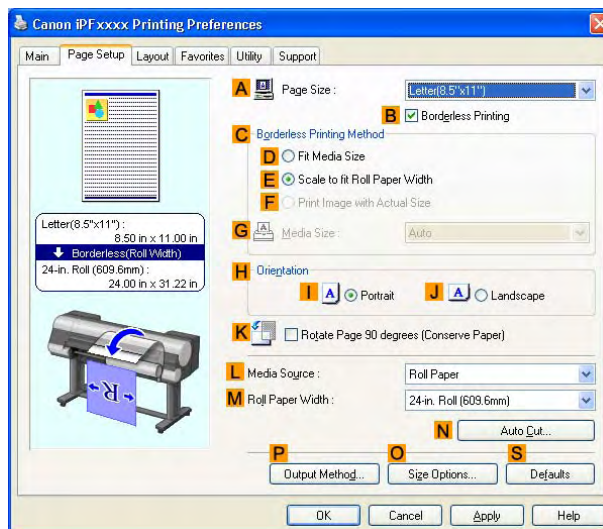 Canon iPFxxxx Printing Preferences
Main Page Setup Layout Favorites Utility Support
A Page Size : Letter(8.5"x11")
B Borderless Printing
C Borderless Printing Method
D Fit Media Size
E Scale to fit Roll Paper Width
F Print Image with Actual Size
G Media Size : Auto
Letter(8.5"x11") :
8.50 in x 11.00 in
Borderless(Roll Width)
24-in. Roll (609.6mm) :
24.00 in x 31.22 in
H Orientation
I A Portrait J A Landscape
K Rotate Page 90 degrees (Conserve Paper)
R
L Media Source : Roll Paper
M Roll Paper Width : 24-in. Roll (609.6mm)
N Auto Cut...
P O S
Output Method... Size Options... Defaults
OK Cancel Apply Help